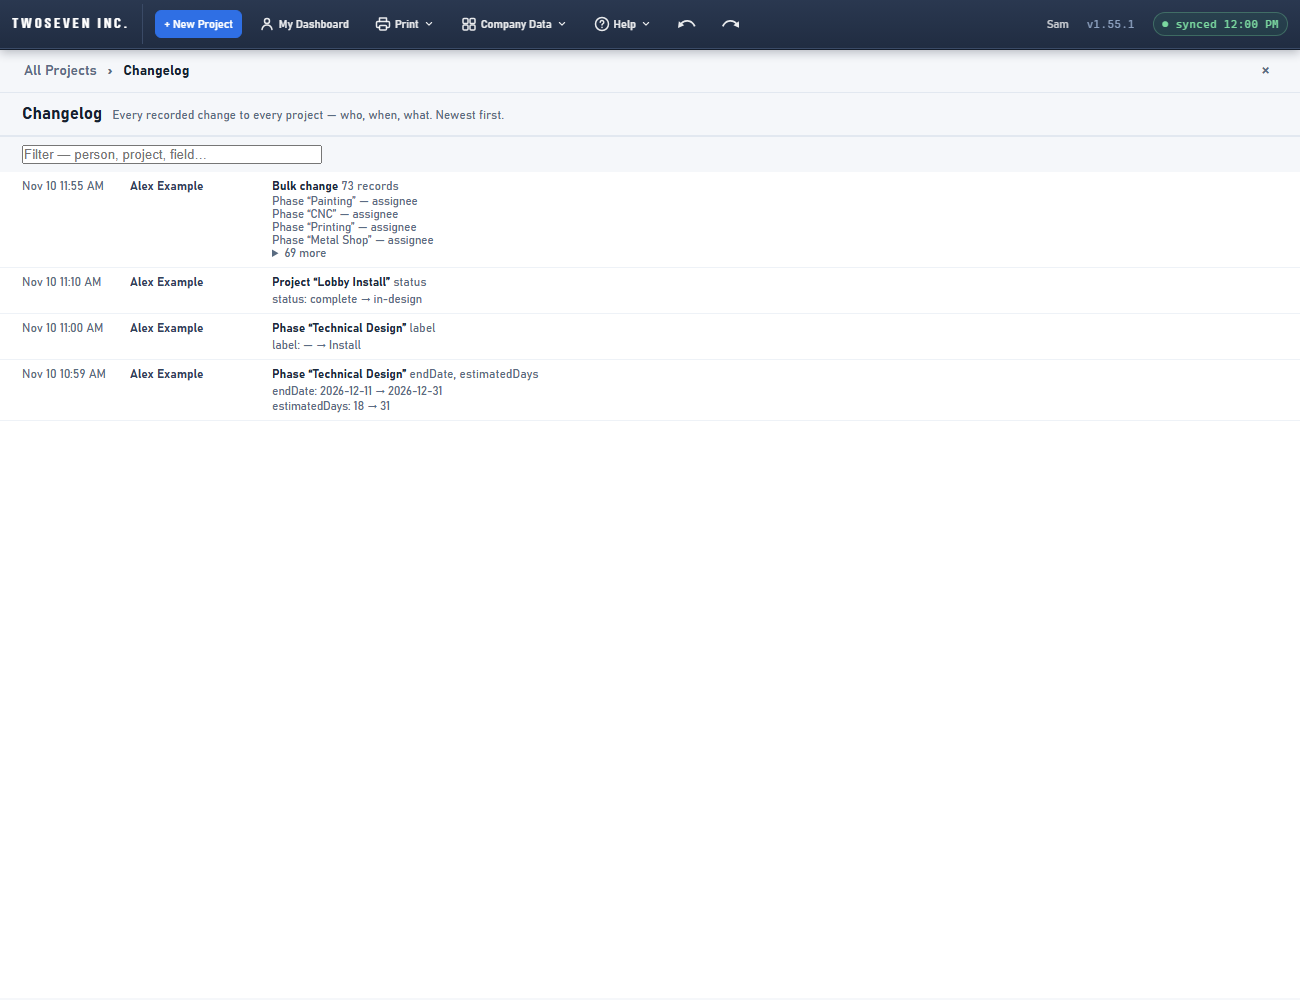 TWOSEVEN INC.
+ New Project
My Dashboard
Print
Company Data
Help
Sam
v1.55.1
synced 12:00 PM
All Projects › Changelog
×
Changelog Every recorded change to every project — who, when, what. Newest first.
Filter — person, project, field...
Nov 10 11:55 AM Alex Example Bulk change 73 records
Phase “Painting” — assignee
Phase “CNC” — assignee
Phase “Printing” — assignee
Phase “Metal Shop” — assignee
▶ 69 more
Nov 10 11:10 AM Alex Example Project “Lobby Install” status
status: complete → in-design
Nov 10 11:00 AM Alex Example Phase “Technical Design” label
label: — → Install
Nov 10 10:59 AM Alex Example Phase “Technical Design” endDate, estimatedDays
endDate: 2026-12-11 → 2026-12-31
estimatedDays: 18 → 31